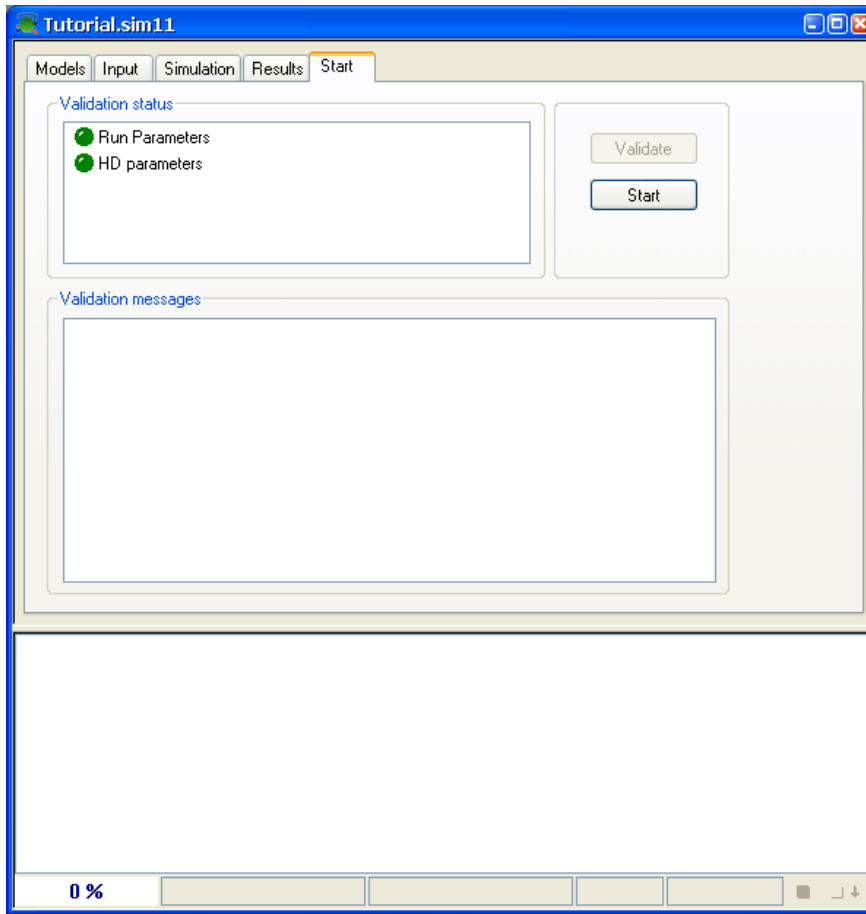 Tutorial.sim11
Models Input Simulation Results Start
Validation status
Run Parameters
HD parameters
Validate
Start
Validation messages
0 %